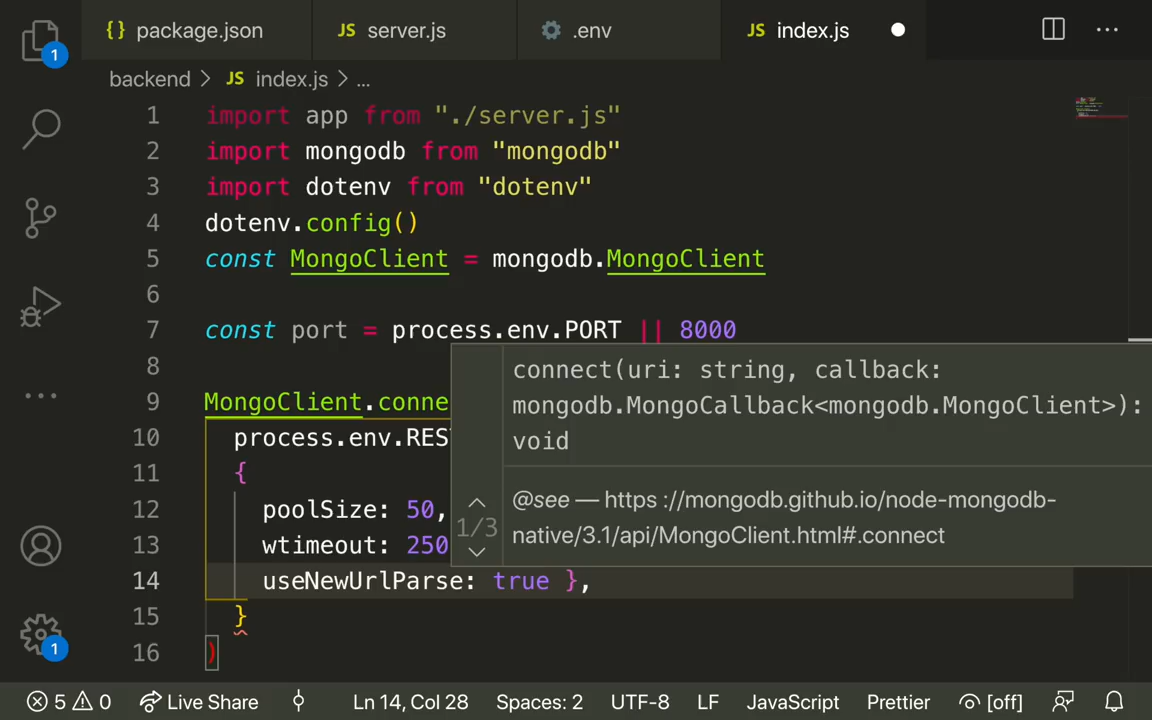 {} package.json JS server.js .env JS index.js
1
backend > JS index.js > ...
1 import app from "./server.js"
2 import mongodb from "mongodb"
3 import dotenv from "dotenv"
4 dotenv.config()
5 const MongoClient = mongodb.MongoClient
6
7 const port = process.env.PORT || 8000
8
connect(uri: string, callback:
9 MongoClient.conne
mongodb.MongoCallback<mongodb.MongoClient>):
10 process.env.RES
void
11 {
12 poolSize: 50,
1/3
@see — https ://mongodb.github.io/node-mongodb-
native/3.1/api/MongoClient.html#.connect
13 wtimeout: 250
14 useNewUrlParse: true },
15 }
16 )
1
5 0 Live Share Ln 14, Col 28 Spaces: 2 UTF-8 LF JavaScript Prettier [off]